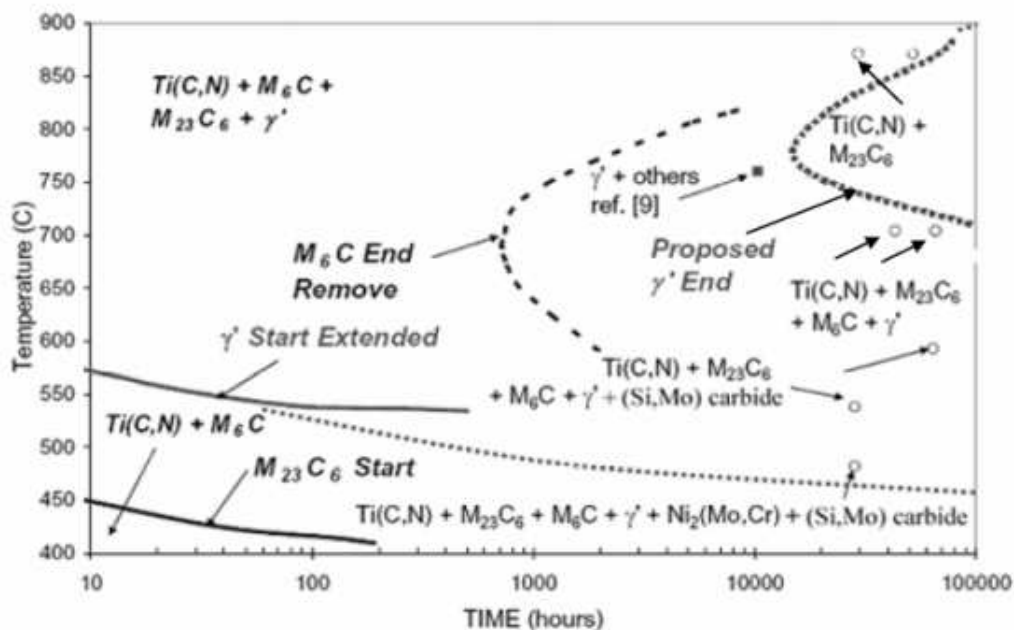 900
850
800
750
700
650
600
550
500
450
400
Temperature (C)
Ti(C,N) + M₆C +
M₂₃C₆ + γ'
Ti(C,N) +
M₂₃C₆
γ' + others
ref. [9]
M₆C End
Remove
Proposed
γ' End
Ti(C,N) + M₂₃C₆
+ M₆C + γ'
γ' Start Extended
Ti(C,N) + M₂₃C₆
+ M₆C + γ' + (Si,Mo) carbide
Ti(C,N) + M₆C
M₂₃C₆ Start
Ti(C,N) + M₂₃C₆ + M₆C + γ' + Ni₂(Mo,Cr) + (Si,Mo) carbide
10 100 1000 10000 100000
TIME (hours)